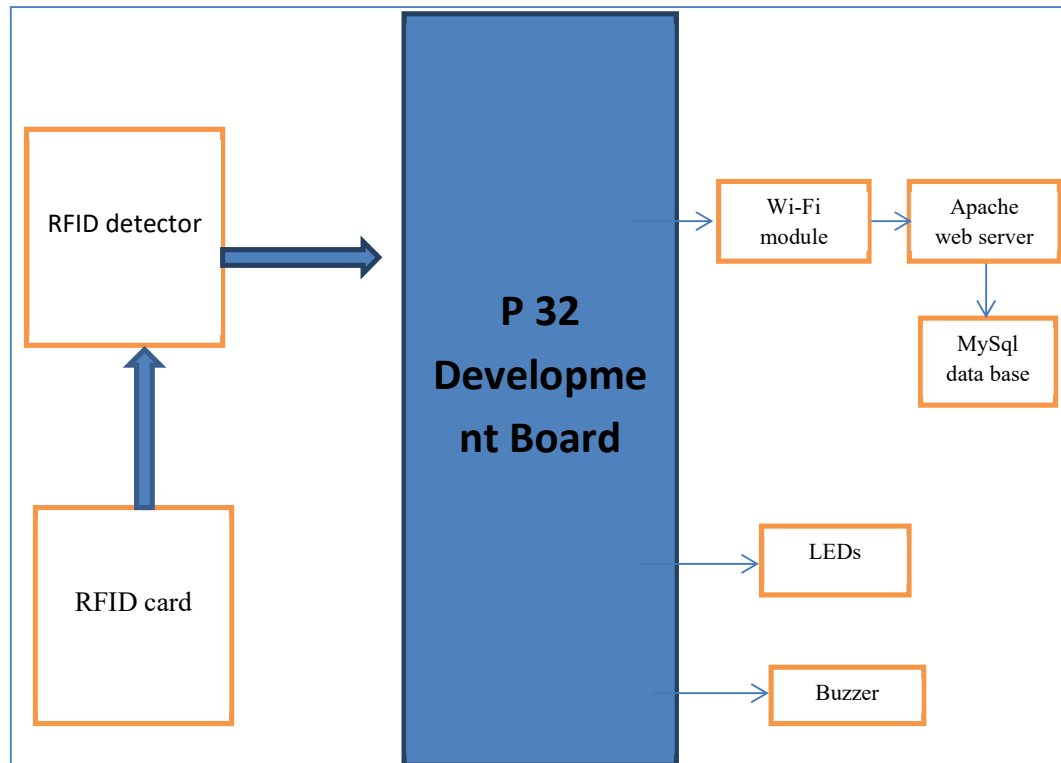 RFID detector
RFID card
P 32
Developme
nt Board
Wi-Fi
module
Apache
web server
MySql
data base
LEDs
Buzzer